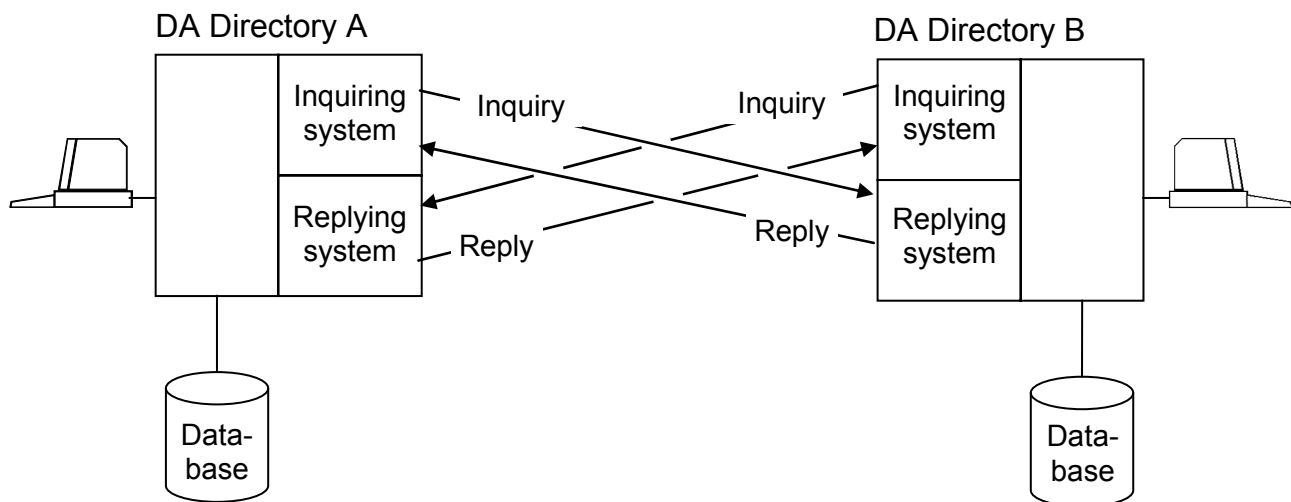 DA Directory A
DA Directory B
Inquiring
system
Inquiry
Inquiry
Inquiring
system
Replying
system
Reply
Reply
Replying
system
Data-
base
Data-
base